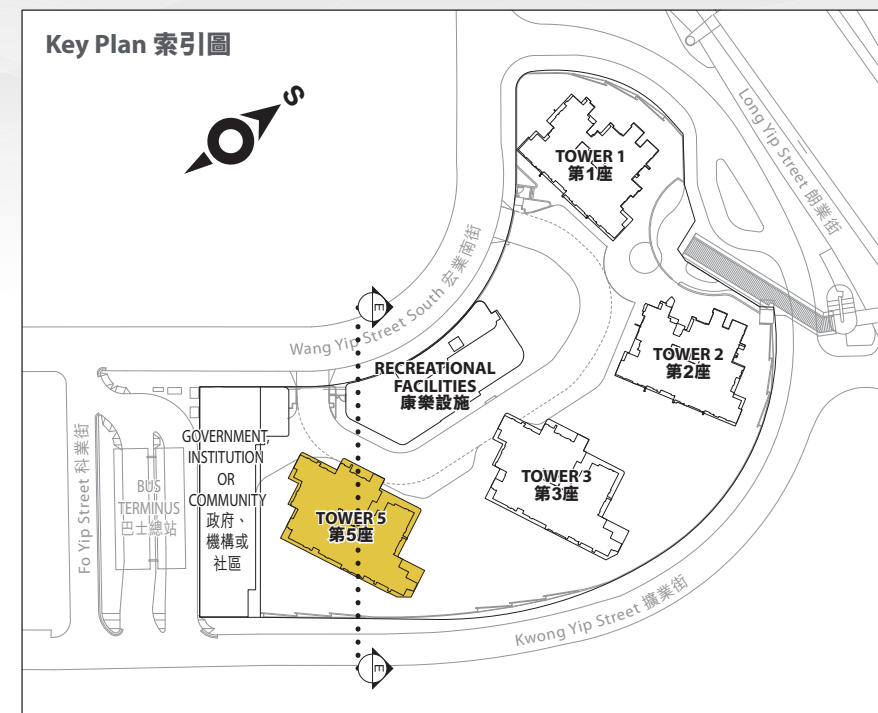 Key Plan 索引圖
S
TOWER 1
第1座
Long Yip Street 朗業街
Wang Yip Street South 宏業南街
E
TOWER 2
第2座
RECREATIONAL
FACILITIES
康樂設施
GOVERNMENT,
INSTITUTION
OR
COMMUNITY
政府、
機構或
社區
Fo Yip Street 科業街
BUS
TERMINUS
巴士總站
TOWER 3
第3座
TOWER 5
第5座
Kwong Yip Street 擴業街
E